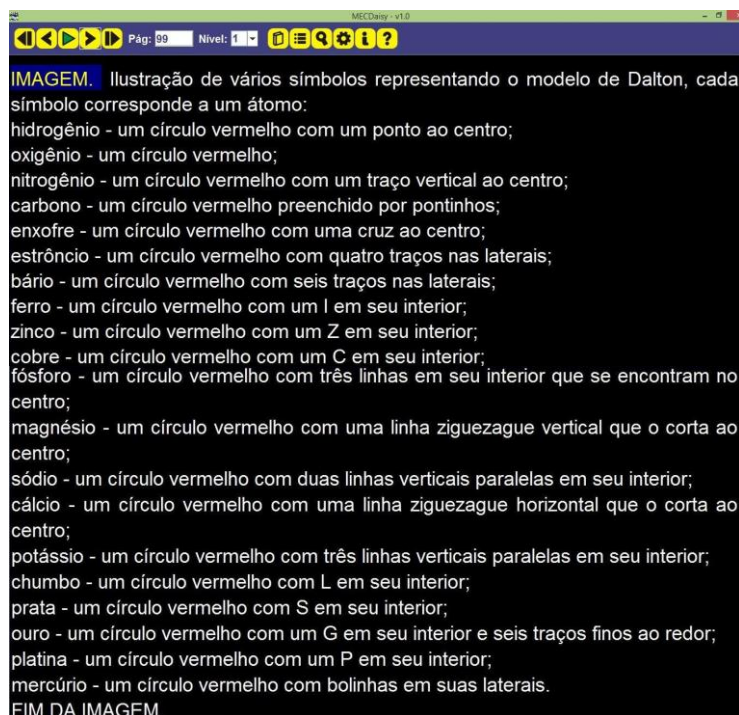 MECDaisy - v1.0
Pág: 99 Nível: 1
IMAGEM. Ilustração de vários símbolos representando o modelo de Dalton, cada
símbolo corresponde a um átomo:
hidrogênio - um círculo vermelho com um ponto ao centro;
oxigênio - um círculo vermelho;
nitrogênio - um círculo vermelho com um traço vertical ao centro;
carbono - um círculo vermelho preenchido por pontinhos;
enxofre - um círculo vermelho com uma cruz ao centro;
estrôncio - um círculo vermelho com quatro traços nas laterais;
bário - um círculo vermelho com seis traços nas laterais;
ferro - um círculo vermelho com um I em seu interior;
zinco - um círculo vermelho com um Z em seu interior;
cobre - um círculo vermelho com um C em seu interior;
fósforo - um círculo vermelho com três linhas em seu interior que se encontram no
centro;
magnésio - um círculo vermelho com uma linha ziguezague vertical que o corta ao
centro;
sódio - um círculo vermelho com duas linhas verticais paralelas em seu interior;
cálcio - um círculo vermelho com uma linha ziguezague horizontal que o corta ao
centro;
potássio - um círculo vermelho com três linhas verticais paralelas em seu interior;
chumbo - um círculo vermelho com L em seu interior;
prata - um círculo vermelho com S em seu interior;
ouro - um círculo vermelho com um G em seu interior e seis traços finos ao redor;
platina - um círculo vermelho com um P em seu interior;
mercúrio - um círculo vermelho com bolinhas em suas laterais.
FIM DA IMAGEM